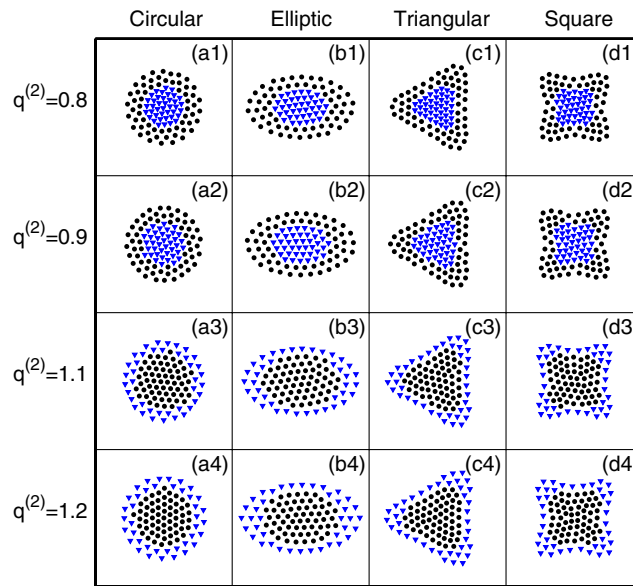 Circular Elliptic Triangular Square
(a1) (b1) (c1) (d1)
q^(2)=0.8
(a2) (b2) (c2) (d2)
q^(2)=0.9
(a3) (b3) (c3) (d3)
q^(2)=1.1
(a4) (b4) (c4) (d4)
q^(2)=1.2